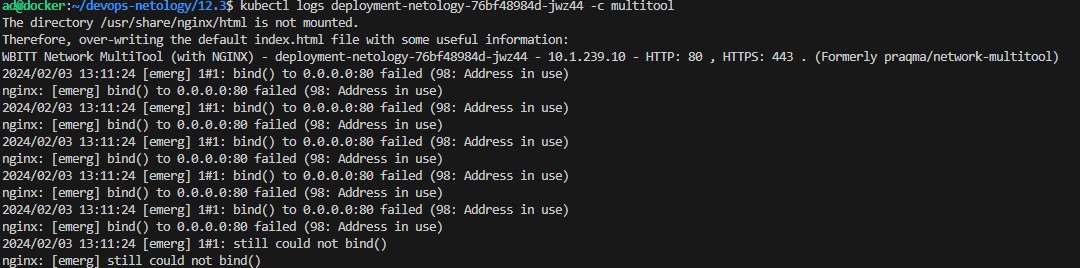 ad@docker:~/devops-netology/12.3$ kubectl logs deployment-netology-76bf48984d-jwz44 -c multitool
The directory /usr/share/nginx/html is not mounted.
Therefore, over-writing the default index.html file with some useful information:
WBITT Network MultiTool (with NGINX) - deployment-netology-76bf48984d-jwz44 - 10.1.239.10 - HTTP: 80 , HTTPS: 443 . (Formerly praqma/network-multitool)
2024/02/03 13:11:24 [emerg] 1#1: bind() to 0.0.0.0:80 failed (98: Address in use)
nginx: [emerg] bind() to 0.0.0.0:80 failed (98: Address in use)
2024/02/03 13:11:24 [emerg] 1#1: bind() to 0.0.0.0:80 failed (98: Address in use)
nginx: [emerg] bind() to 0.0.0.0:80 failed (98: Address in use)
2024/02/03 13:11:24 [emerg] 1#1: bind() to 0.0.0.0:80 failed (98: Address in use)
nginx: [emerg] bind() to 0.0.0.0:80 failed (98: Address in use)
2024/02/03 13:11:24 [emerg] 1#1: bind() to 0.0.0.0:80 failed (98: Address in use)
nginx: [emerg] bind() to 0.0.0.0:80 failed (98: Address in use)
2024/02/03 13:11:24 [emerg] 1#1: bind() to 0.0.0.0:80 failed (98: Address in use)
nginx: [emerg] bind() to 0.0.0.0:80 failed (98: Address in use)
2024/02/03 13:11:24 [emerg] 1#1: still could not bind()
nginx: [emerg] still could not bind()